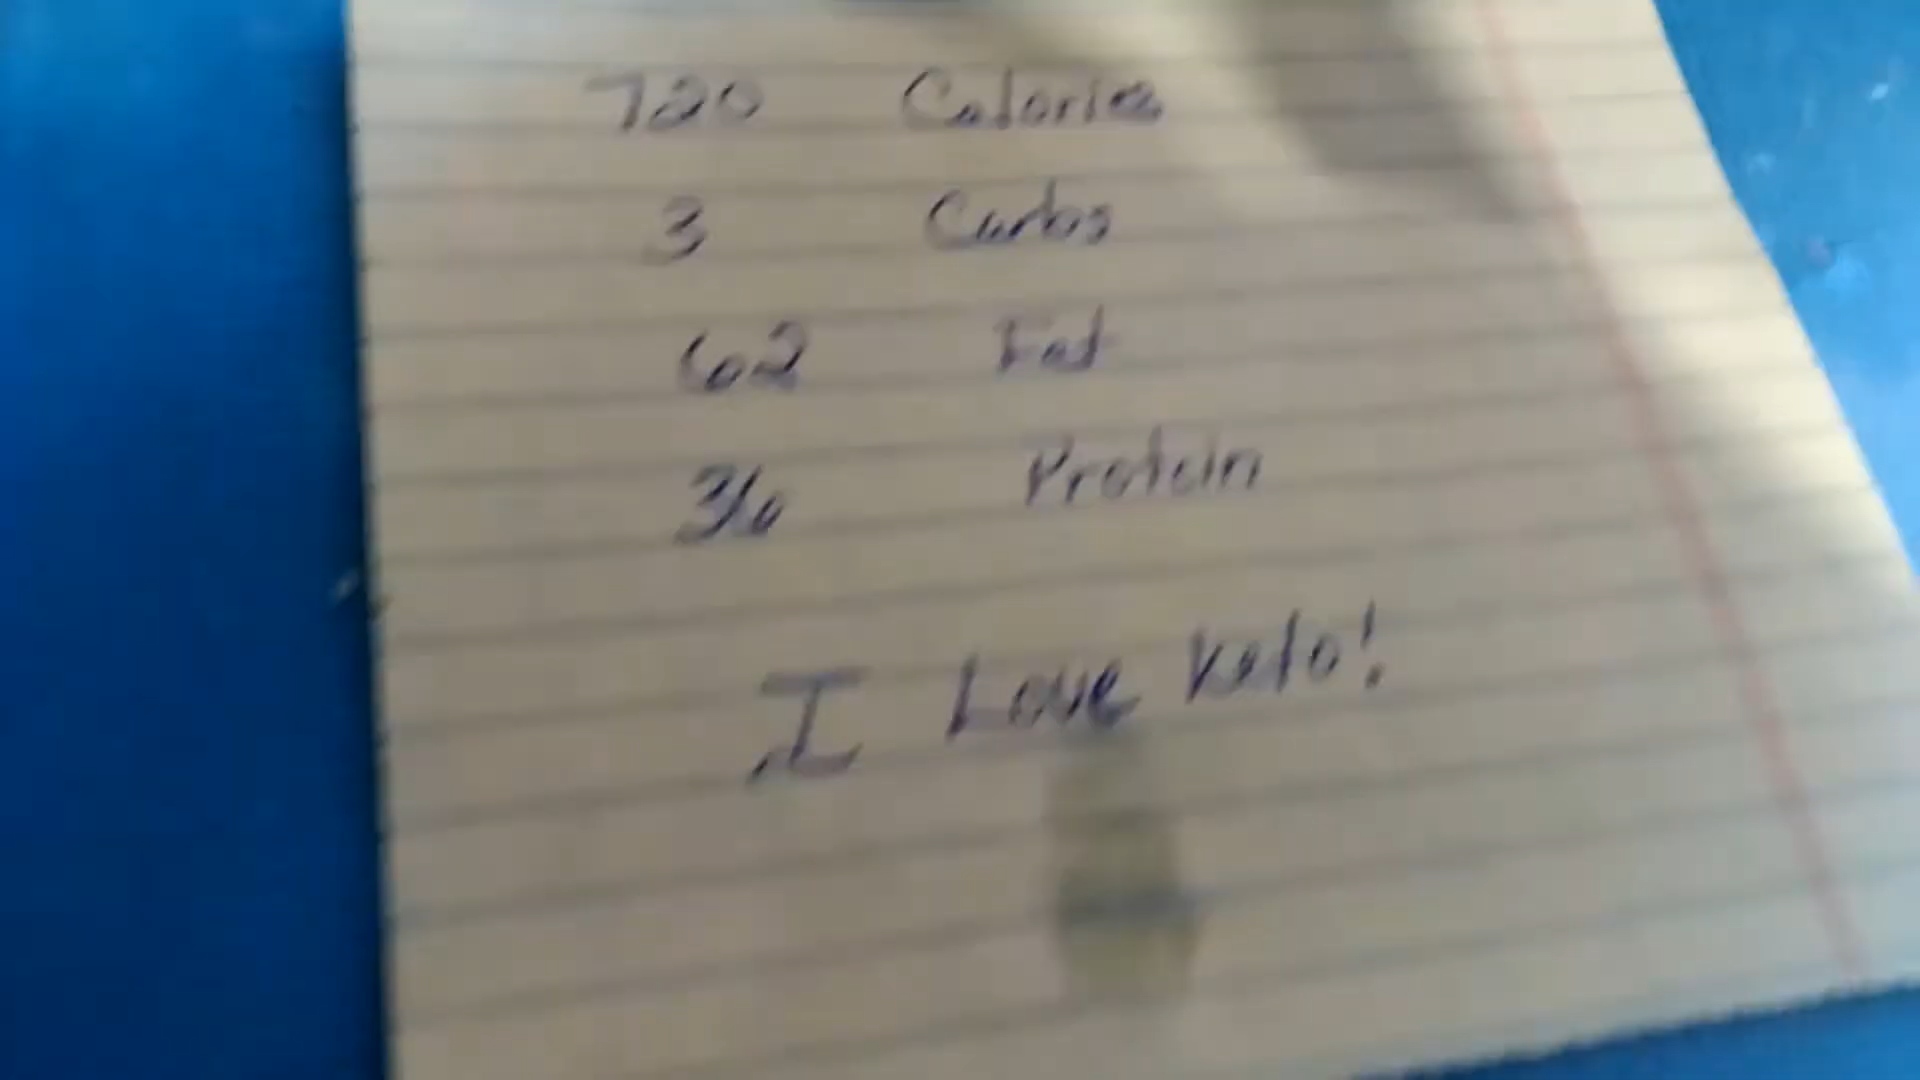 720 Calories
3 Carbs
62 Fat
36 Protein
I Love Keto!